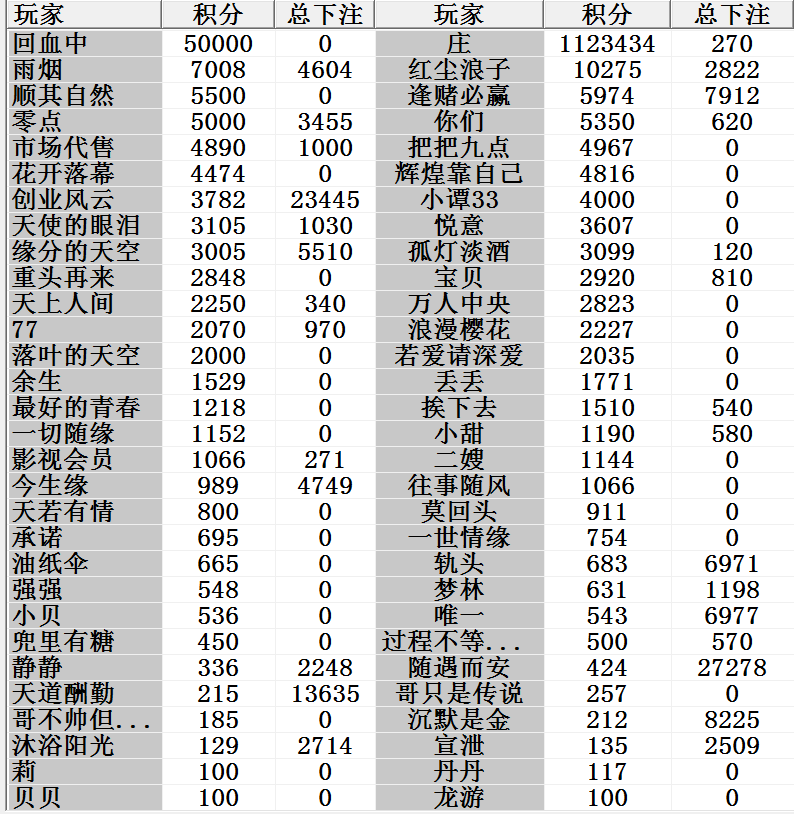 玩家 积分 总下注 玩家 积分 总下注
回血中 50000 0 庄 1123434 270
雨烟 7008 4604 红尘浪子 10275 2822
顺其自然 5500 0 逢赌必赢 5974 7912
零点 5000 3455 你们 5350 620
市场代售 4890 1000 把把九点 4967 0
花开落幕 4474 0 辉煌靠自己 4816 0
创业风云 3782 23445 小谭33 4000 0
天使的眼泪 3105 1030 悦意 3607 0
缘分的天空 3005 5510 孤灯淡酒 3099 120
重头再来 2848 0 宝贝 2920 810
天上人间 2250 340 万人中央 2823 0
77 2070 970 浪漫樱花 2227 0
落叶的天空 2000 0 若爱请深爱 2035 0
余生 1529 0 丢丢 1771 0
最好的青春 1218 0 挨下去 1510 540
一切随缘 1152 0 小甜 1190 580
影视会员 1066 271 二嫂 1144 0
今生缘 989 4749 往事随风 1066 0
天若有情 800 0 莫回头 911 0
承诺 695 0 一世情缘 754 0
油纸伞 665 0 轨头 683 6971
强强 548 0 梦林 631 1198
小贝 536 0 唯一 543 6977
兜里有糖 450 0 过程不等... 500 570
静静 336 2248 随遇而安 424 27278
天道酬勤 215 13635 哥只是传说 257 0
哥不帅但... 185 0 沉默是金 212 8225
沐浴阳光 129 2714 宣泄 135 2509
莉 100 0 丹丹 117 0
贝贝 100 0 龙游 100 0